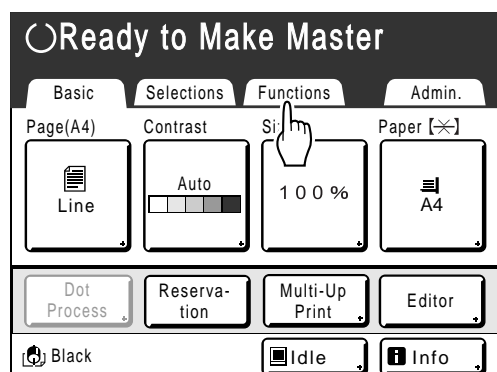 Ready to Make Master
Basic Selections Functions Admin.
Page(A4) Contrast Paper
Line Auto 100% A4
Dot Process Reserva-tion Multi-Up Print Editor
Black Idle Info